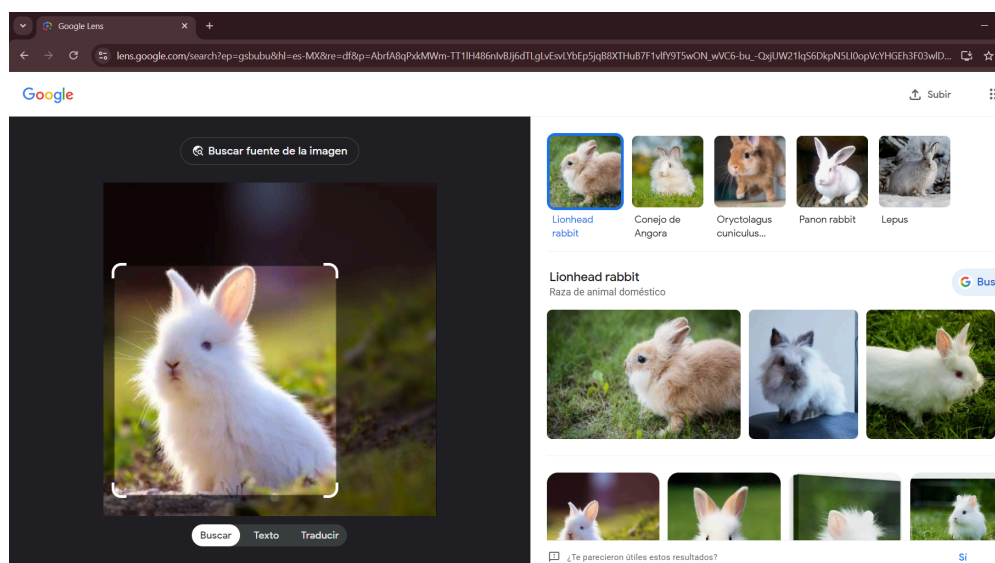 Google Lens
lens.google.com/search?ep=gsbubu&hl=es-MX&re=df&p=AbrfA8qPxkMWm-TT1lH486nIvBJj6dTLgLvEsvLYbEp5jqB8XTHuB7F1vlfY9T5wON_wVC6-bu_-QxjUW21lqS6DkpN5LI0opVcYHGEh3F03wlD...
Google
Subir
Buscar fuente de la imagen
Lionhead
rabbit
Conejo de
Angora
Oryctolagus
cuniculus...
Panon rabbit
Lepus
Lionhead rabbit
Raza de animal doméstico
G Bus
Buscar
Texto
Traducir
¿Te parecieron útiles estos resultados?
Sí